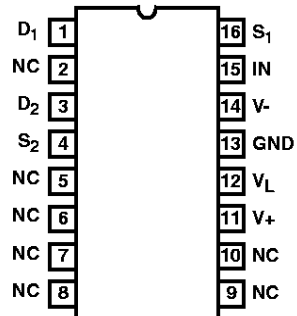 D1 1 16 S1
NC 2 15 IN
D2 3 14 V-
S2 4 13 GND
NC 5 12 VL
NC 6 11 V+
NC 7 10 NC
NC 8 9 NC